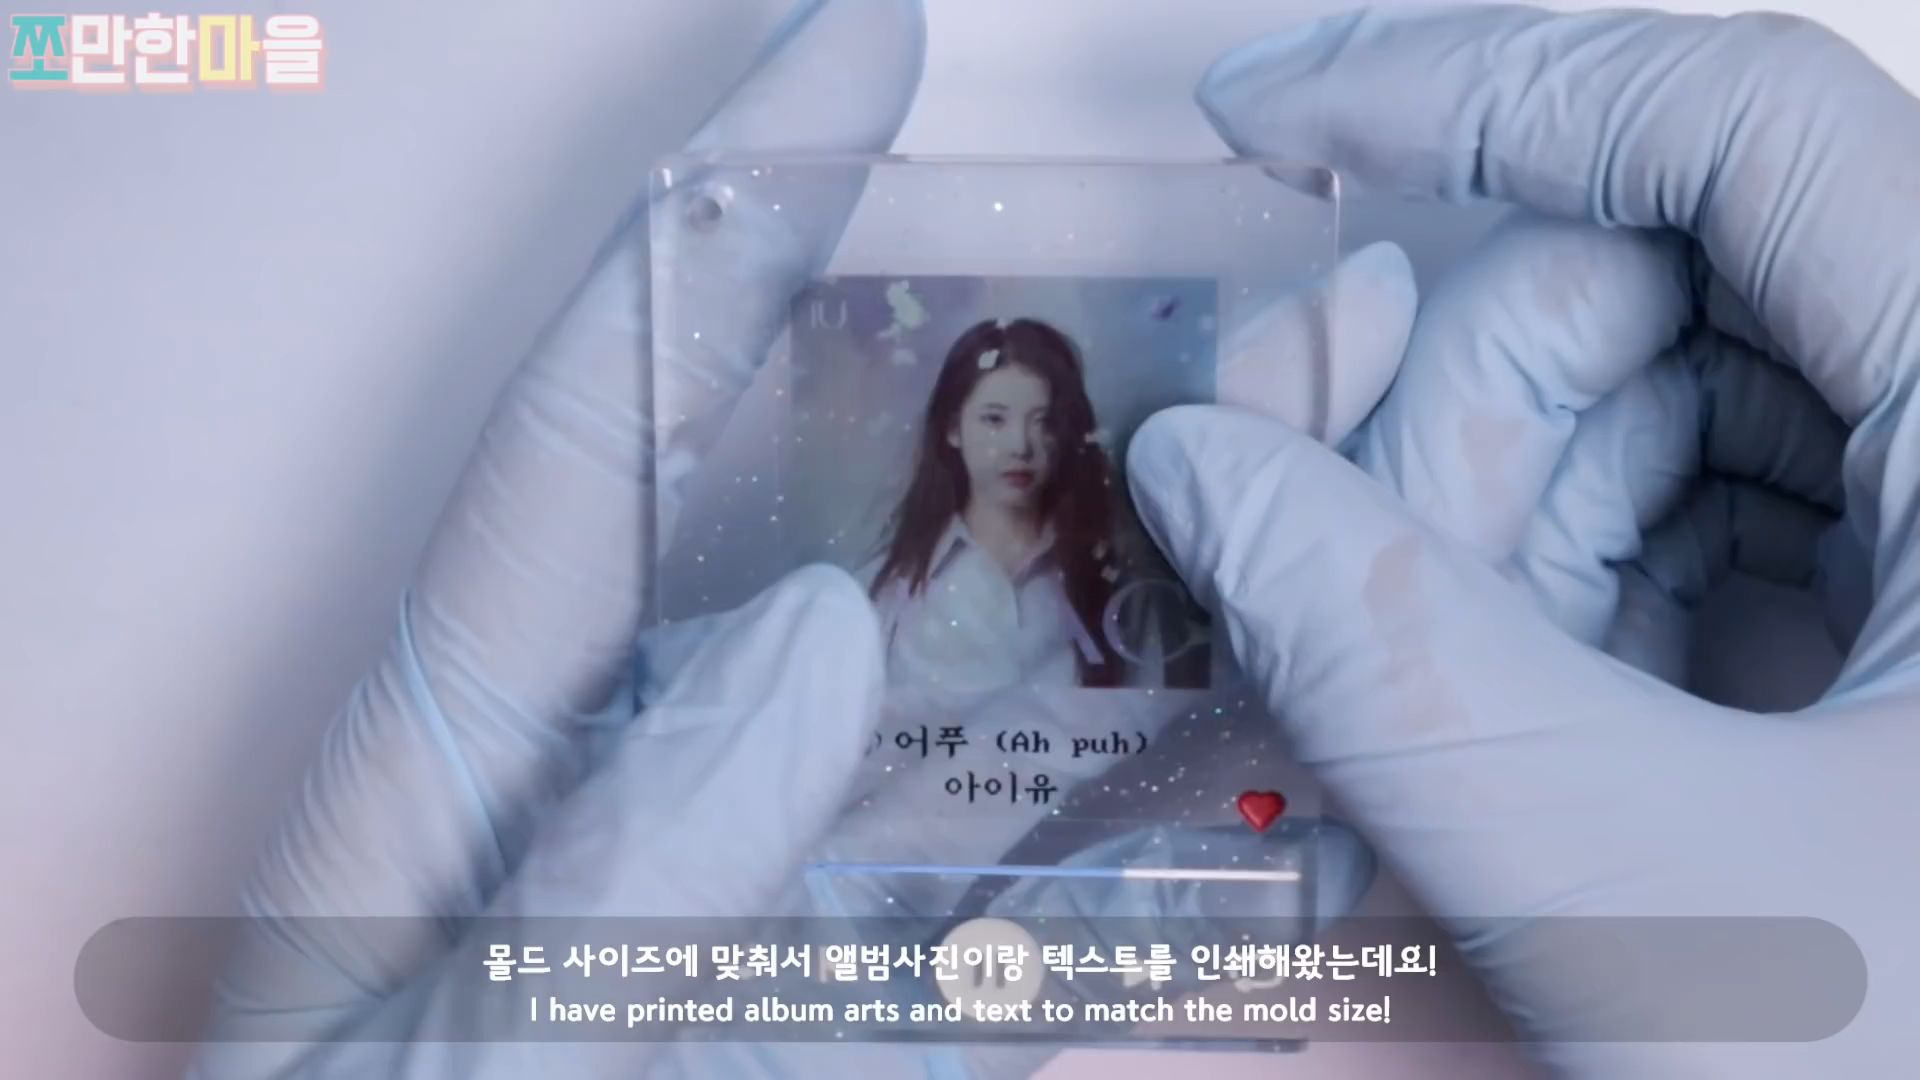 쪼만한마을
IU
어푸 (Ah puh)
아이유
몰드 사이즈에 맞춰서 앨범사진이랑 텍스트를 인쇄해왔는데요!
I have printed album arts and text to match the mold size!